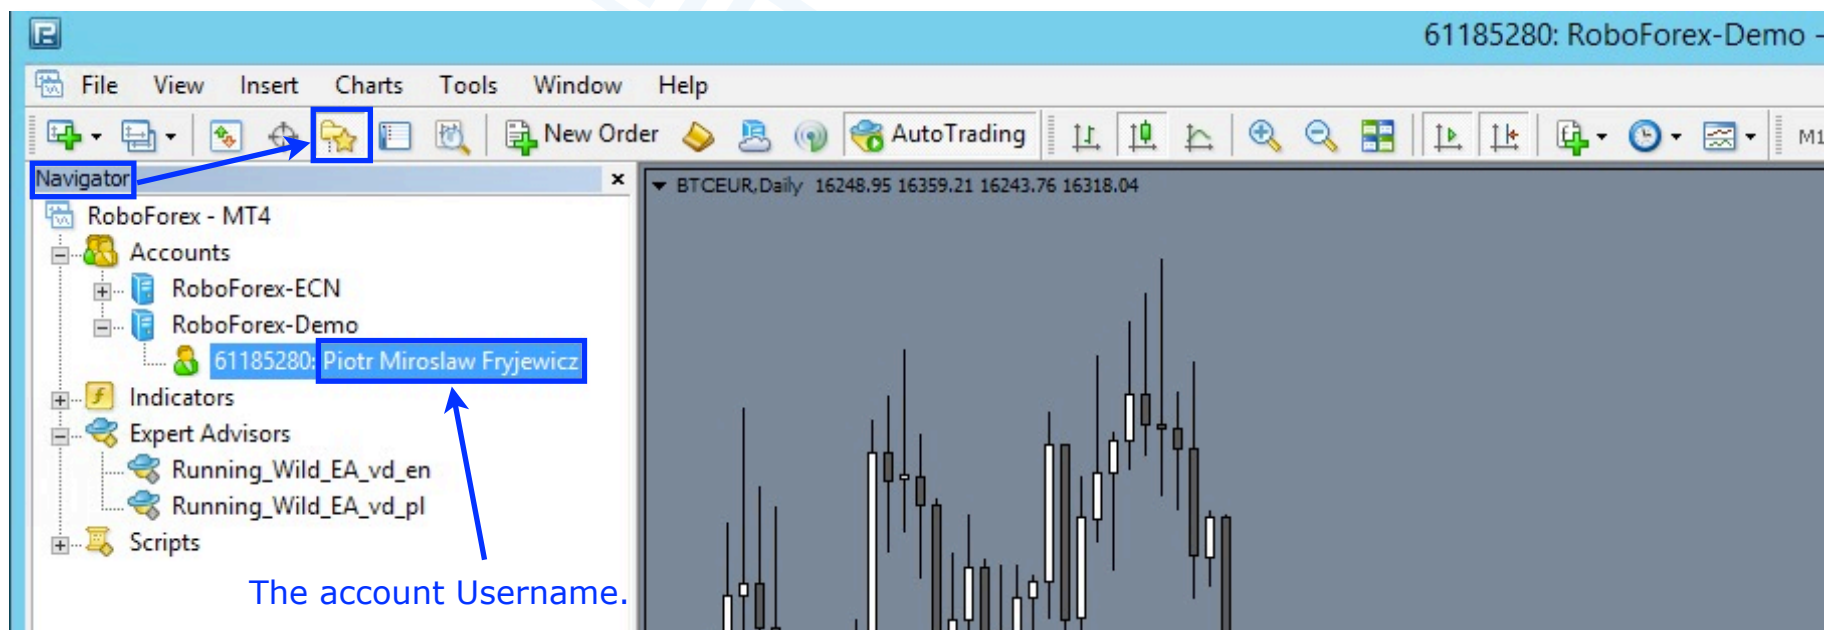 61185280: RoboForex-Demo -
File View Insert Charts Tools Window Help
New Order AutoTrading M1
Navigator
BTCEUR,Daily 16248.95 16359.21 16243.76 16318.04
RoboForex - MT4
Accounts
RoboForex-ECN
RoboForex-Demo
61185280: Piotr Miroslaw Fryjewicz
Indicators
Expert Advisors
Running_Wild_EA_vd_en
Running_Wild_EA_vd_pl
Scripts
The account Username.